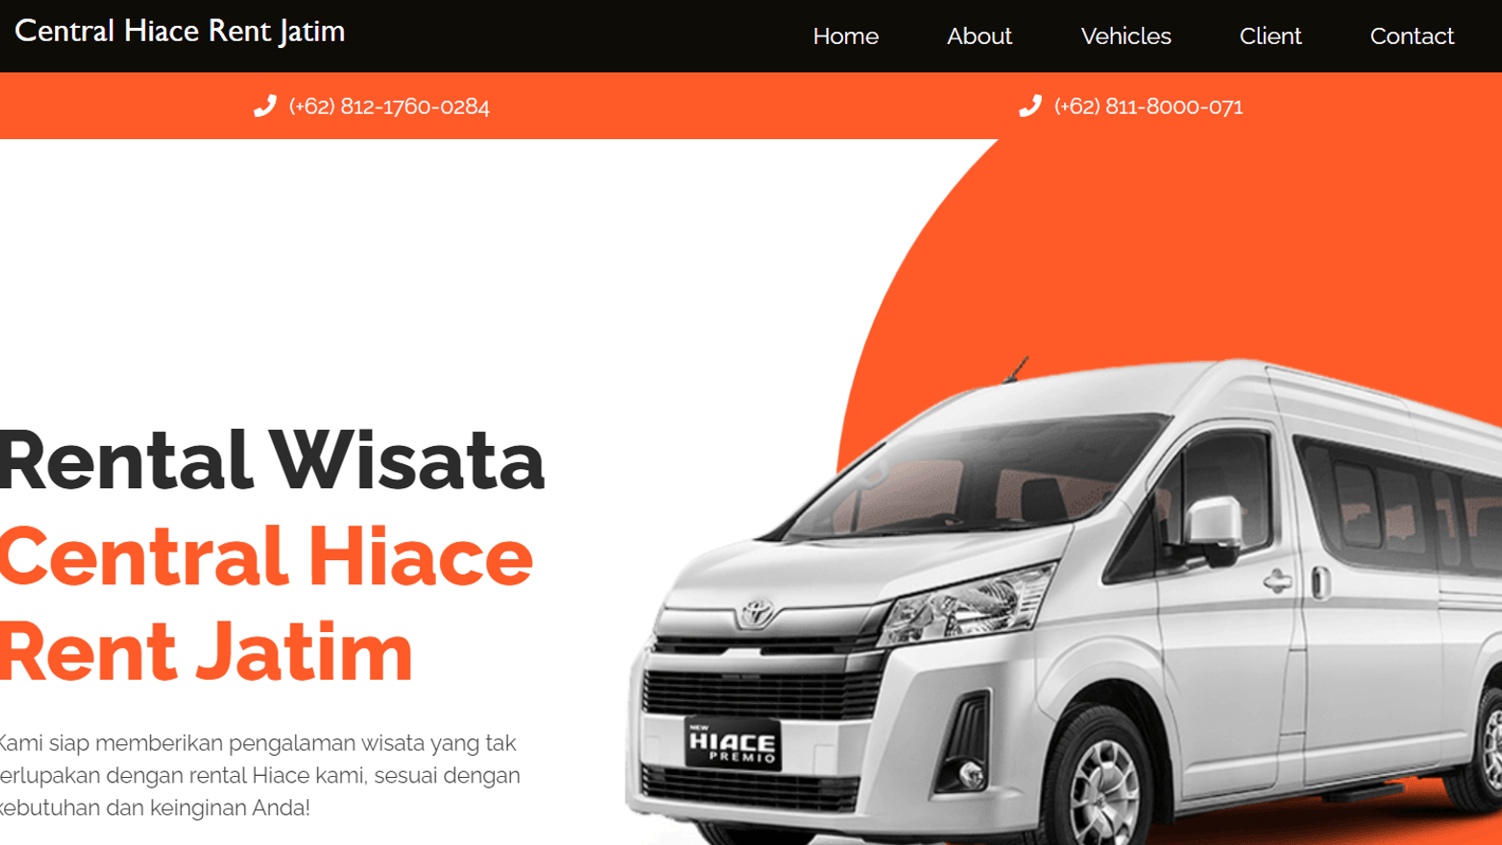 Central Hiace Rent Jatim
Home About Vehicles Client Contact
(+62) 812-1760-0284 (+62) 811-8000-071
Rental Wisata
Central Hiace
Rent Jatim
Kami siap memberikan pengalaman wisata yang tak
erlupakan dengan rental Hiace kami, sesuai dengan
kebutuhan dan keinginan Anda!
NEW
HIACE
PREMIO